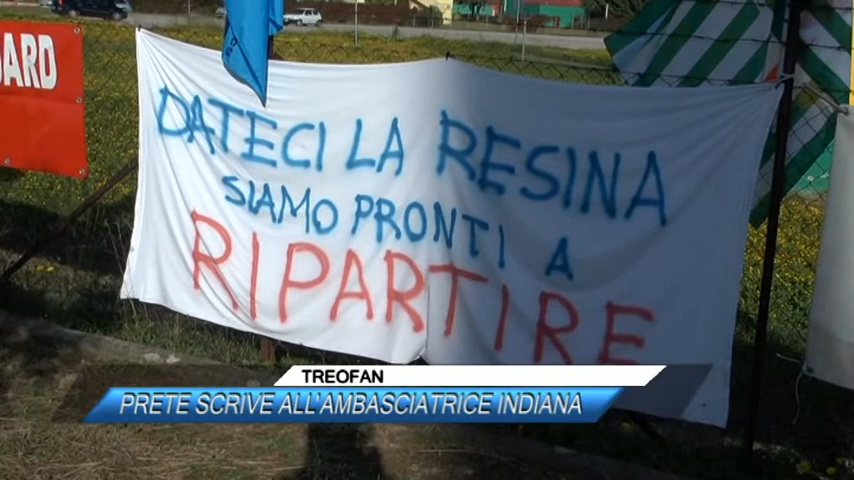 ARD
DATECI LA RESINA
SIAMO PRONTI A
RIPARTIRE
TREOFAN
PRETE SCRIVE ALL'AMBASCIATRICE INDIANA